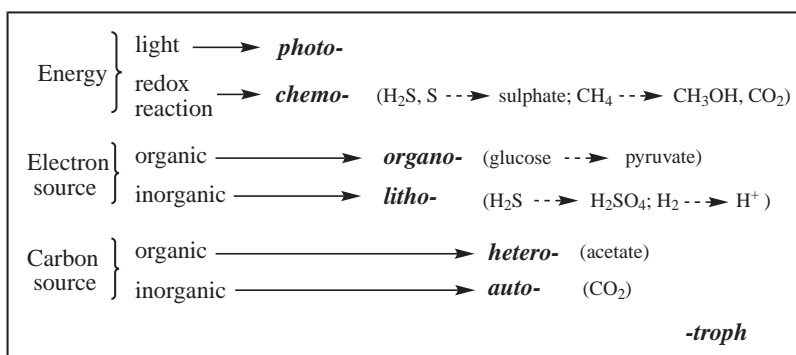 Energy
light photo-
redox reaction chemo- (H₂S, S sulphate; CH₄ CH₃OH, CO₂)
Electron source
organic organo- (glucose pyruvate)
inorganic litho- (H₂S H₂SO₄; H₂ H⁺ )
Carbon source
organic hetero- (acetate)
inorganic auto- (CO₂)
-troph